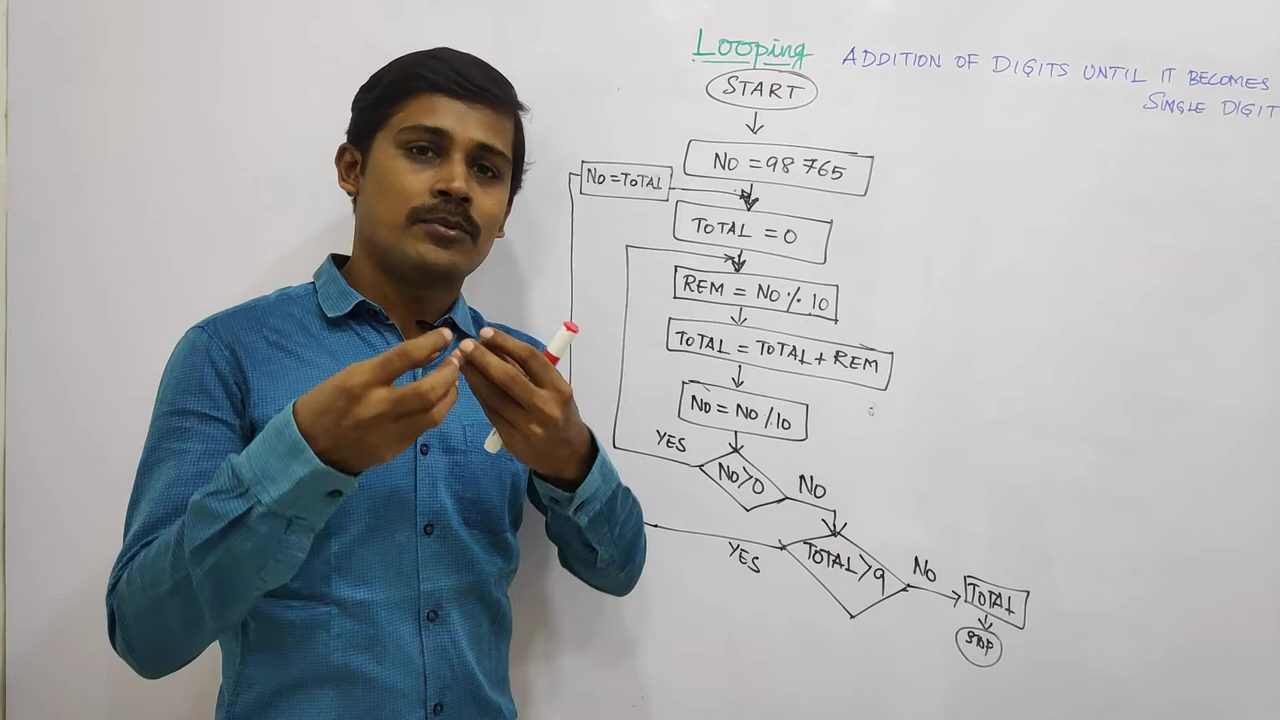 Looping
ADDITION OF DIGITS UNTIL IT BECOMES
SINGLE DIGIT
START
NO = 98765
NO = TOTAL
TOTAL = 0
REM = NO % 10
TOTAL = TOTAL + REM
NO = NO / 10
YES
NO > 0
NO
YES
TOTAL > 9
NO
TOTAL
STOP